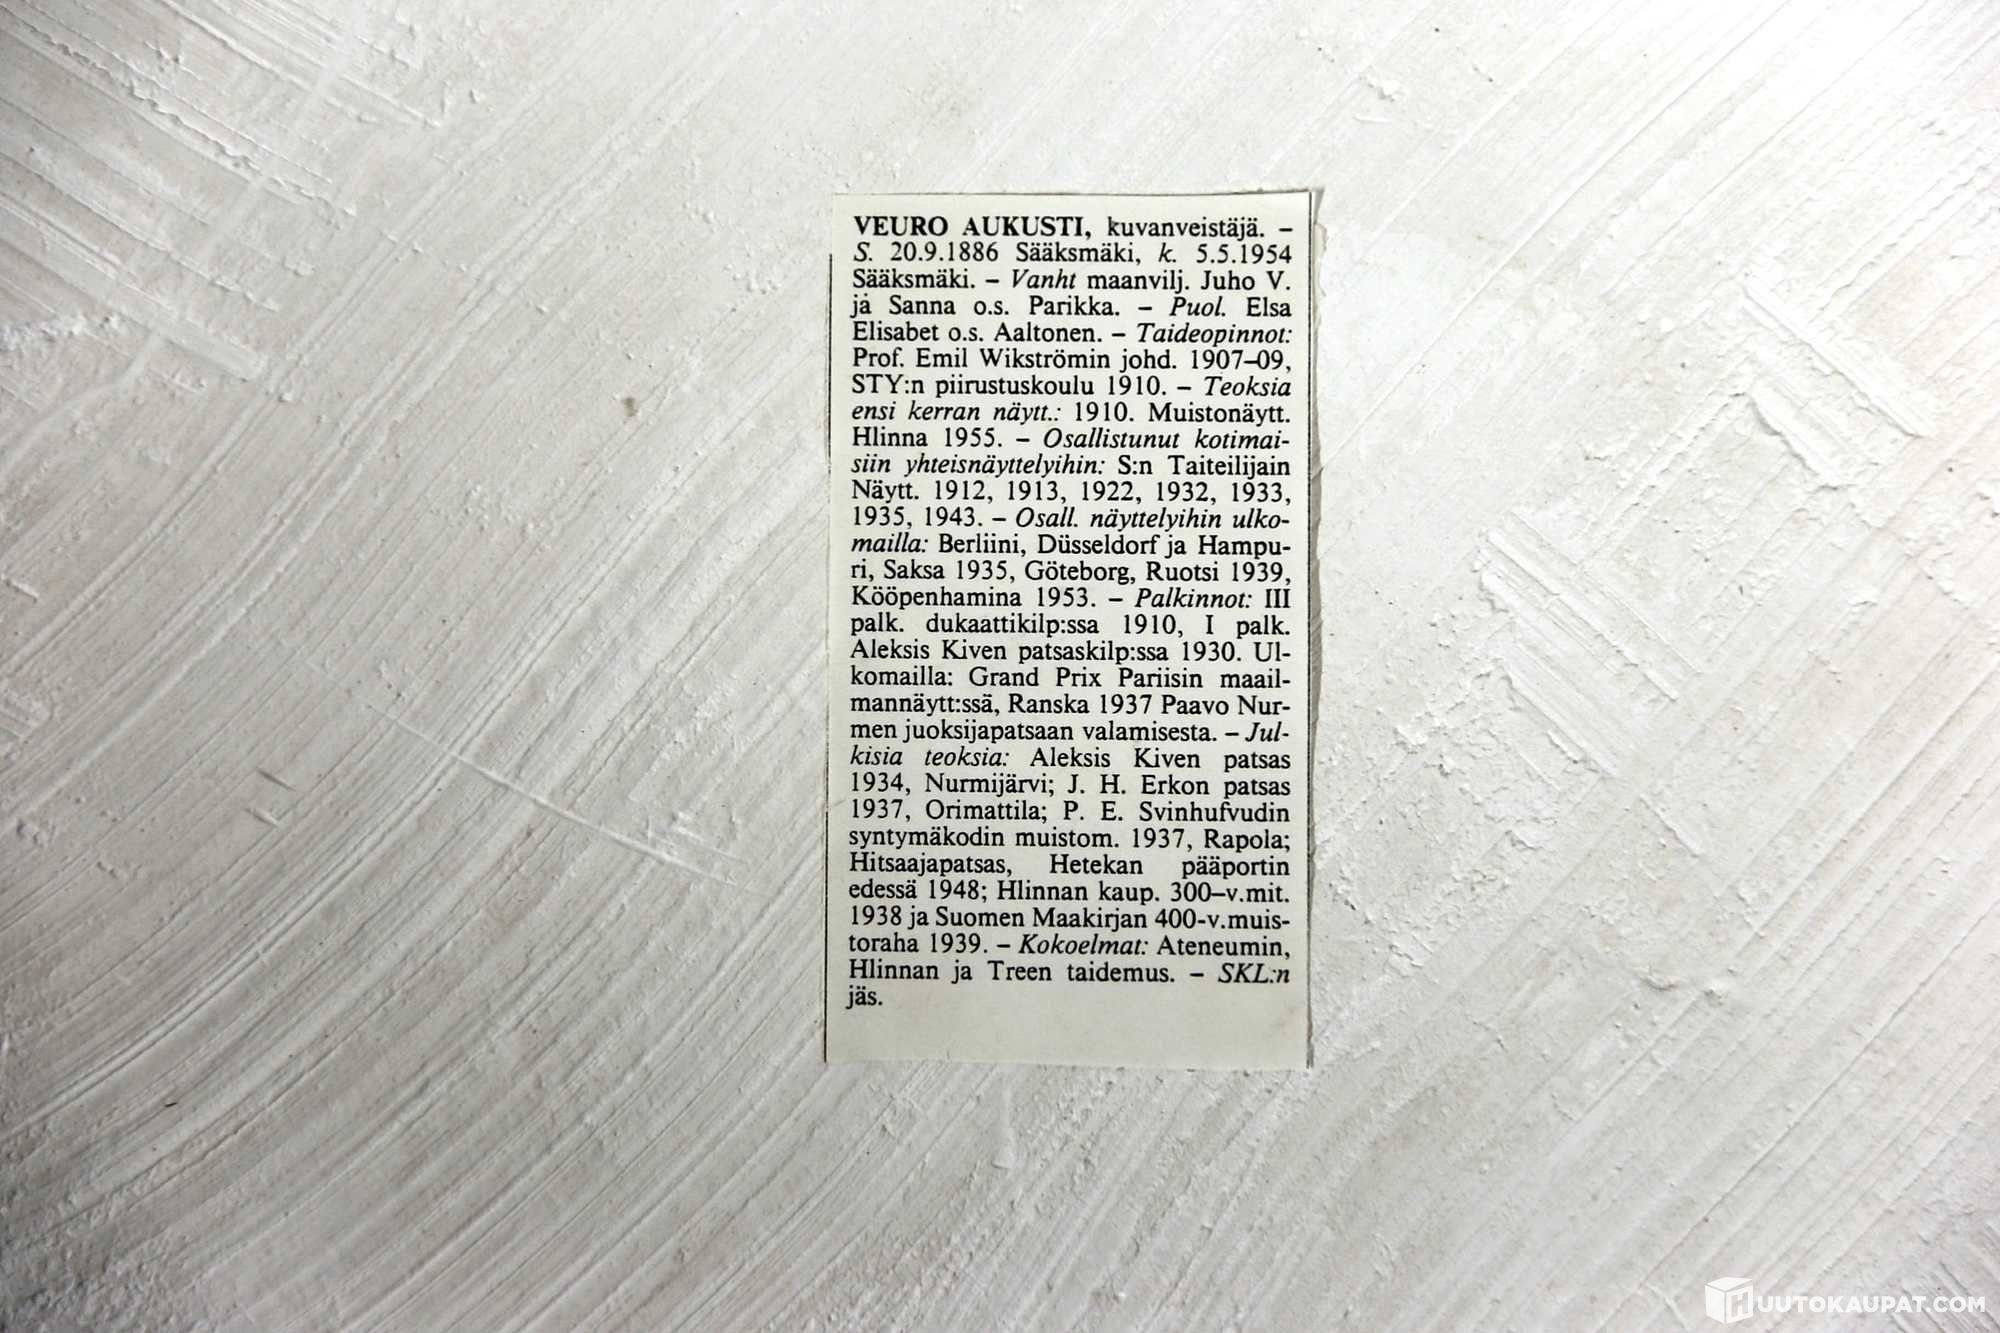 VEURO AUKUSTI, kuvanveistäjä. –
S. 20.9.1886 Sääksmäki, k. 5.5.1954
Sääksmäki. – Vanht maanvilj. Juho V.
ja Sanna o.s. Parikka. – Puol. Elsa
Elisabet o.s. Aaltonen. – Taideopinnot:
Prof. Emil Wikströmin johd. 1907–09,
STY:n piirustuskoulu 1910. – Teoksia
ensi kerran näytt.: 1910. Muistonäytt.
Hlinna 1955. – Osallistunut kotimai-
siin yhteisnäyttelyihin: S:n Taiteilijain
Näytt. 1912, 1913, 1922, 1932, 1933,
1935, 1943. – Osall. näyttelyihin ulko-
mailla: Berliini, Düsseldorf ja Hampu-
ri, Saksa 1935, Göteborg, Ruotsi 1939,
Kööpenhamina 1953. – Palkinnot: III
palk. dukaattikilp:ssa 1910, I palk.
Aleksis Kiven patsaskilp:ssa 1930. Ul-
komailla: Grand Prix Pariisin maail-
mannäytt:ssä, Ranska 1937 Paavo Nur-
men juoksijapatsaan valamisesta. – Jul-
kisia teoksia: Aleksis Kiven patsas
1934, Nurmijärvi; J. H. Erkon patsas
1937, Orimattila; P. E. Svinhufvudin
syntymäkodin muistom. 1937, Rapola;
Hitsaajapatsas, Hetekan pääportin
edessä 1948; Hlinnan kaup. 300–v.mit.
1938 ja Suomen Maakirjan 400-v.muis-
toraha 1939. – Kokoelmat: Ateneumin,
Hlinnan ja Treen taidemus. – SKL:n
jäs.
HUUTOKAUPAT.COM